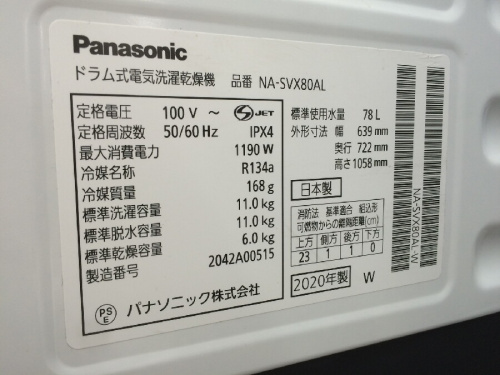 Panasonic
ドラム式電気洗濯乾燥機 品番 NA-SVX80AL
定格電圧 100 V ~ S JET
定格周波数 50/60 Hz IPX4
最大消費電力 1190 W
冷媒名称 R134a
冷媒質量 168 g
標準洗濯容量 11.0 kg
標準脱水容量 11.0 kg
標準乾燥容量 6.0 kg
製造番号 2042A00515
PS
E
パナソニック株式会社
標準使用水量 78 L
外形寸法 幅 639 mm
奥行 722 mm
高さ 1058 mm
日本製
消防法 基準適合 組込形
可燃物からの離隔距離(cm)
上方 側方 後方 下方
23 1 1 0
2020年製 W
NA-SVX80AL-W